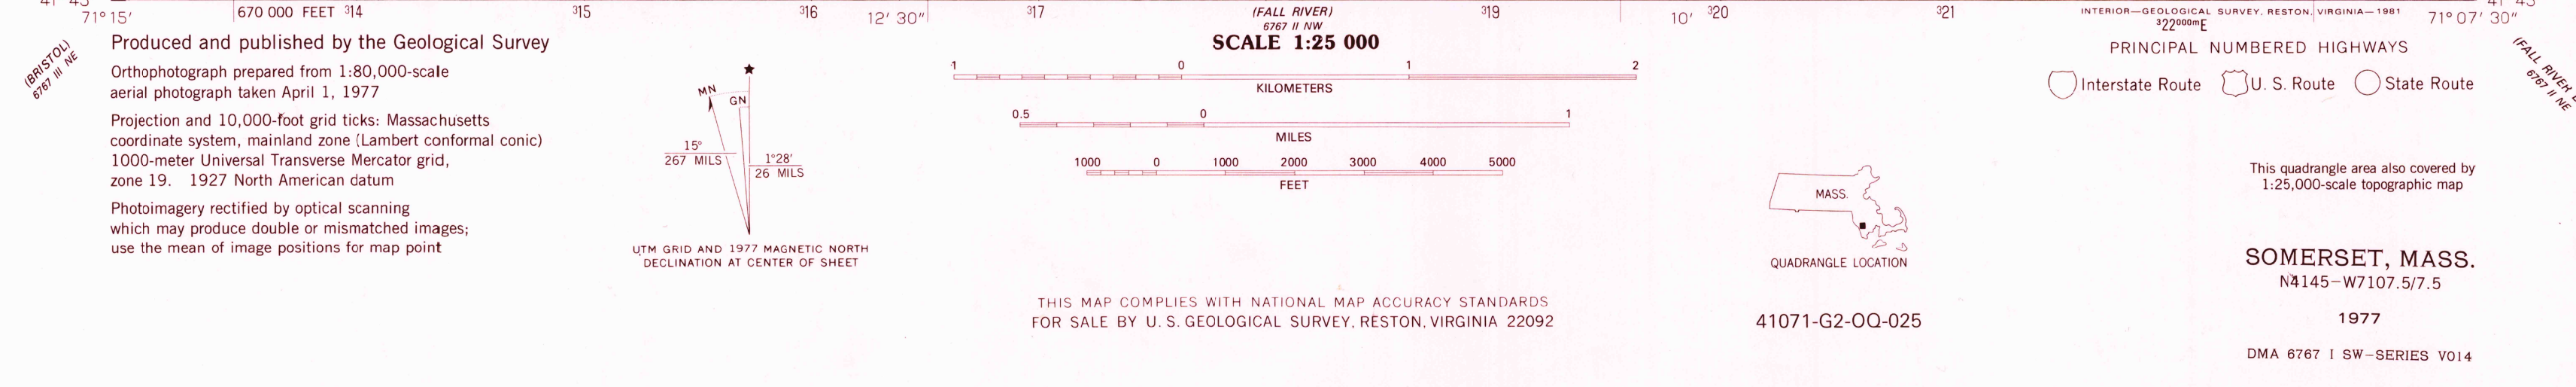 71° 15′ 670 000 FEET ³14 ³15 ³16 12′ 30″ ³17 (FALL RIVER) ³19 10′ ³20 ³21 INTERIOR—GEOLOGICAL SURVEY, RESTON, VIRGINIA—1981 71° 07′ 30″
6767 II NW
³22⁰⁰⁰ᵐE
(BRISTOL)
6767 III NE
Produced and published by the Geological Survey
Orthophotograph prepared from 1:80,000-scale
aerial photograph taken April 1, 1977
Projection and 10,000-foot grid ticks: Massachusetts
coordinate system, mainland zone (Lambert conformal conic)
1000-meter Universal Transverse Mercator grid,
zone 19. 1927 North American datum
Photoimagery rectified by optical scanning
which may produce double or mismatched images;
use the mean of image positions for map point
MN
GN
15°
267 MILS
1°28′
26 MILS
UTM GRID AND 1977 MAGNETIC NORTH
DECLINATION AT CENTER OF SHEET
SCALE 1:25 000
1 0 1 2
KILOMETERS
0.5 0 1
MILES
1000 0 1000 2000 3000 4000 5000
FEET
THIS MAP COMPLIES WITH NATIONAL MAP ACCURACY STANDARDS
FOR SALE BY U. S. GEOLOGICAL SURVEY, RESTON, VIRGINIA 22092
MASS.
QUADRANGLE LOCATION
41071-G2-OQ-025
PRINCIPAL NUMBERED HIGHWAYS
Interstate Route U. S. Route State Route
(FALL RIVER
6767 II NE
This quadrangle area also covered by
1:25,000-scale topographic map
SOMERSET, MASS.
N4145—W7107.5/7.5
1977
DMA 6767 I SW—SERIES V014